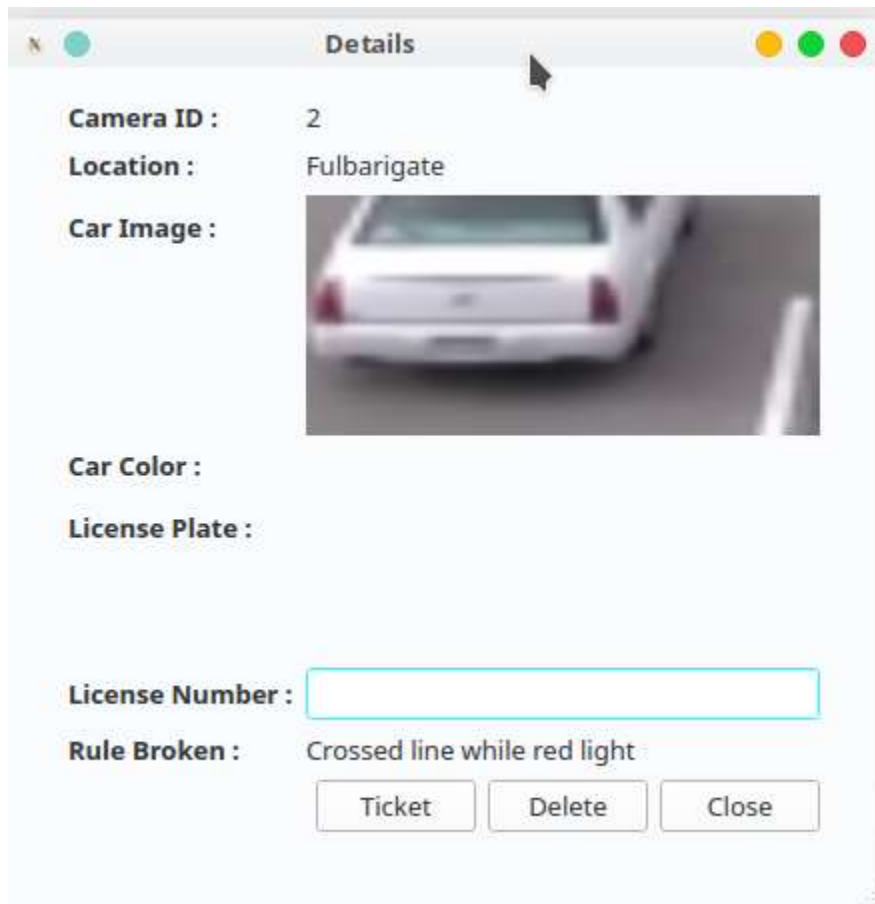 Details
Camera ID : 2
Location : Fulbarigate
Car Image :
Car Color :
License Plate :
License Number :
Rule Broken : Crossed line while red light
Ticket Delete Close